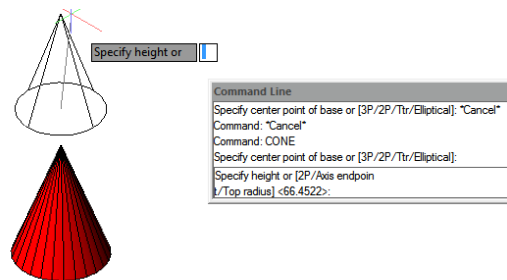 Specify height or
Command Line
Specify center point of base or [3P/2P/Ttr/Elliptical]: *Cancel*
Command: *Cancel*
Command: CONE
Specify center point of base or [3P/2P/Ttr/Elliptical]:
Specify height or [2P/Axis endpoin
t/Top radius] <66.4522>: